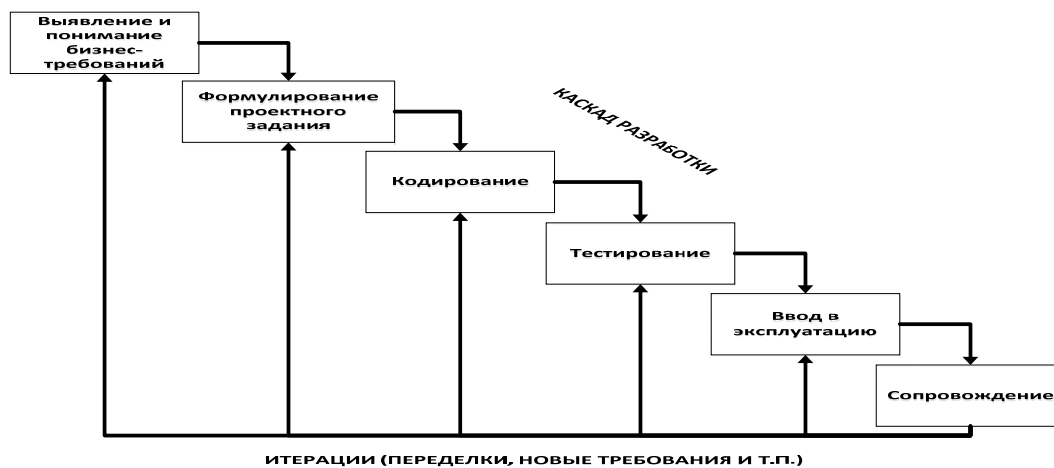 Выявление и
понимание
бизнес-
требований
Формулирование
проектного
задания
КАСКАД РАЗРАБОТКИ
Кодирование
Тестирование
Ввод в
эксплуатацию
Сопровождение
ИТЕРАЦИИ (ПЕРЕДЕЛКИ, НОВЫЕ ТРЕБОВАНИЯ И Т.П.)